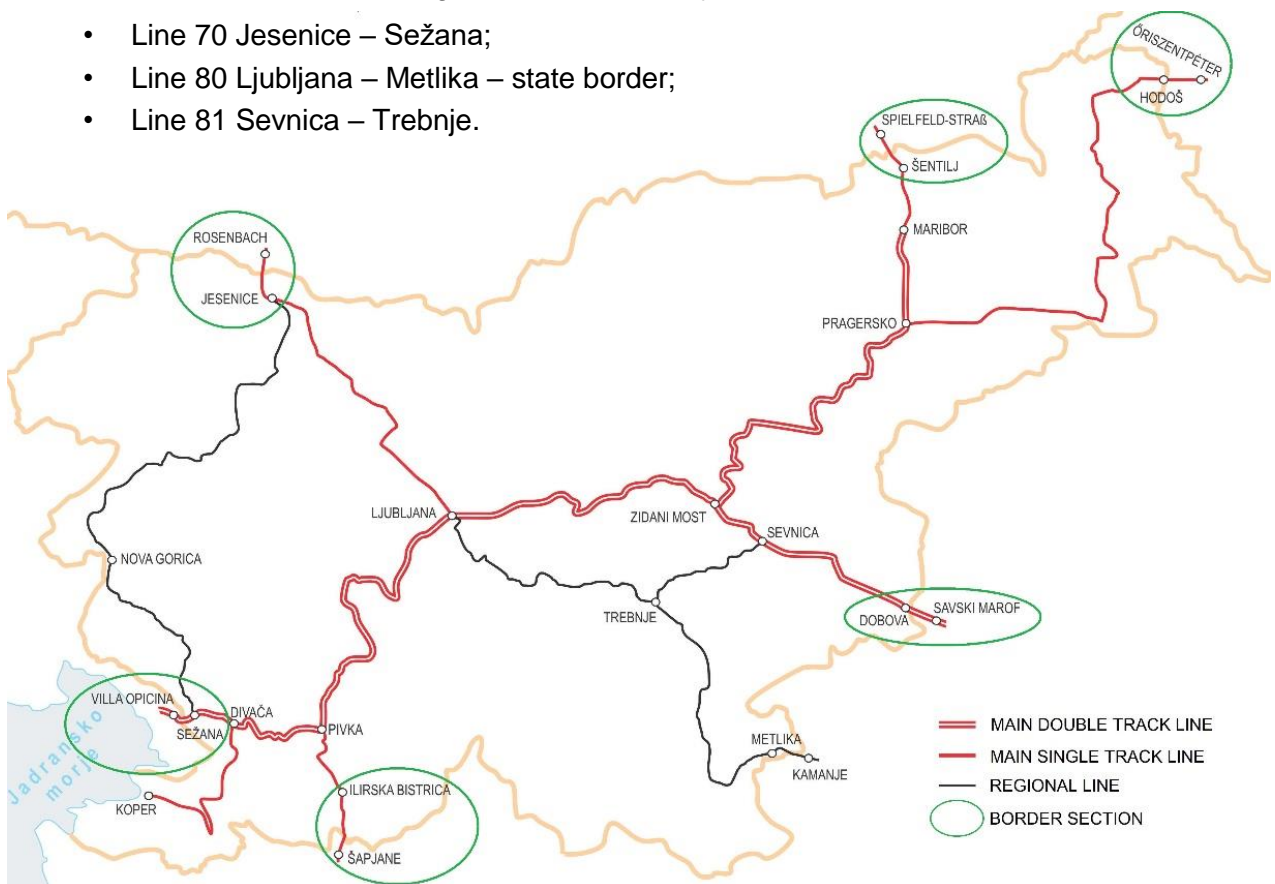 • Line 70 Jesenice – Sežana;
• Line 80 Ljubljana – Metlika – state border;
• Line 81 Sevnica – Trebnje.
ŐRISZENTPÉTER
HODOŠ
SPIELFELD-STRAß
ŠENTILJ
MARIBOR
ROSENBACH
JESENICE
PRAGERSKO
LJUBLJANA
ZIDANI MOST
SEVNICA
NOVA GORICA
TREBNJE
DOBOVA
SAVSKI MAROF
VILLA OPICINA
SEŽANA
DIVAČA
PIVKA
METLIKA
KAMANJE
ILIRSKA BISTRICA
KOPER
ŠAPJANE
Jadransko
morje
MAIN DOUBLE TRACK LINE
MAIN SINGLE TRACK LINE
REGIONAL LINE
BORDER SECTION